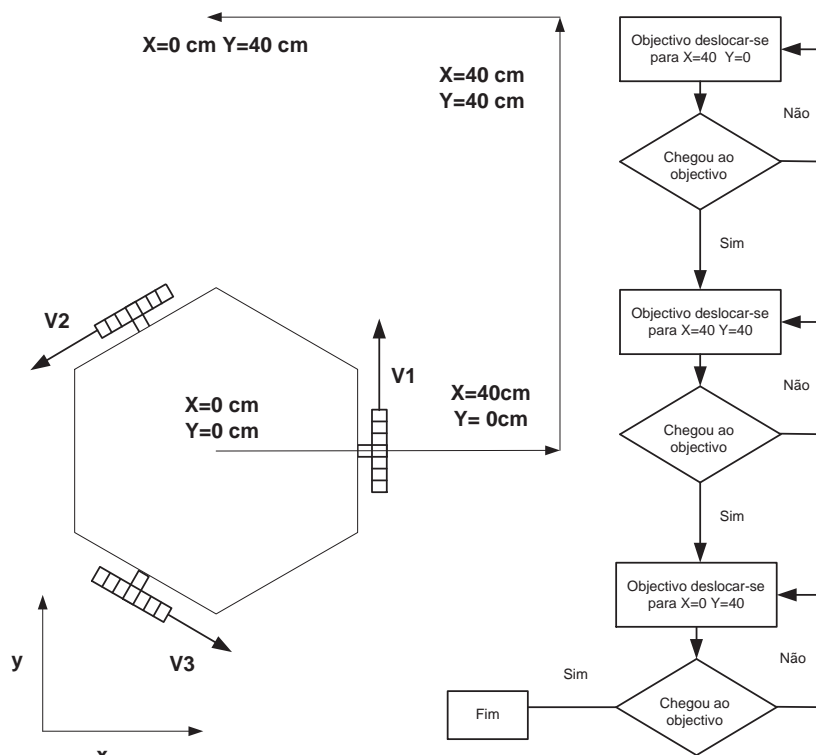 X=0 cm Y=40 cm
X=40 cm
Y=40 cm
V2
V1
X=0 cm
Y=0 cm
X=40cm
Y= 0cm
V3
y
x
Objectivo deslocar-se
para X=40 Y=0
Não
Chegou ao
objectivo
Sim
Objectivo deslocar-se
para X=40 Y=40
Não
Chegou ao
objectivo
Sim
Objectivo deslocar-se
para X=0 Y=40
Não
Sim
Chegou ao
objectivo
Fim